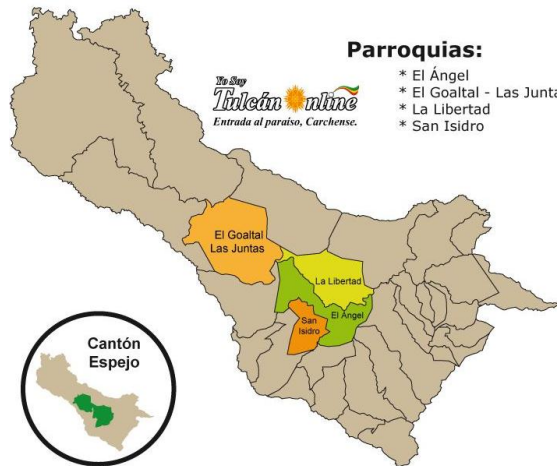 Parroquias:
* El Ángel
* El Goaltal - Las Junta
* La Libertad
* San Isidro
Yo Soy
Tulcán Online
Entrada al paraíso, Carchense.
El Goaltal
Las Juntas
La Libertad
El Ángel
San
Isidro
Cantón
Espejo